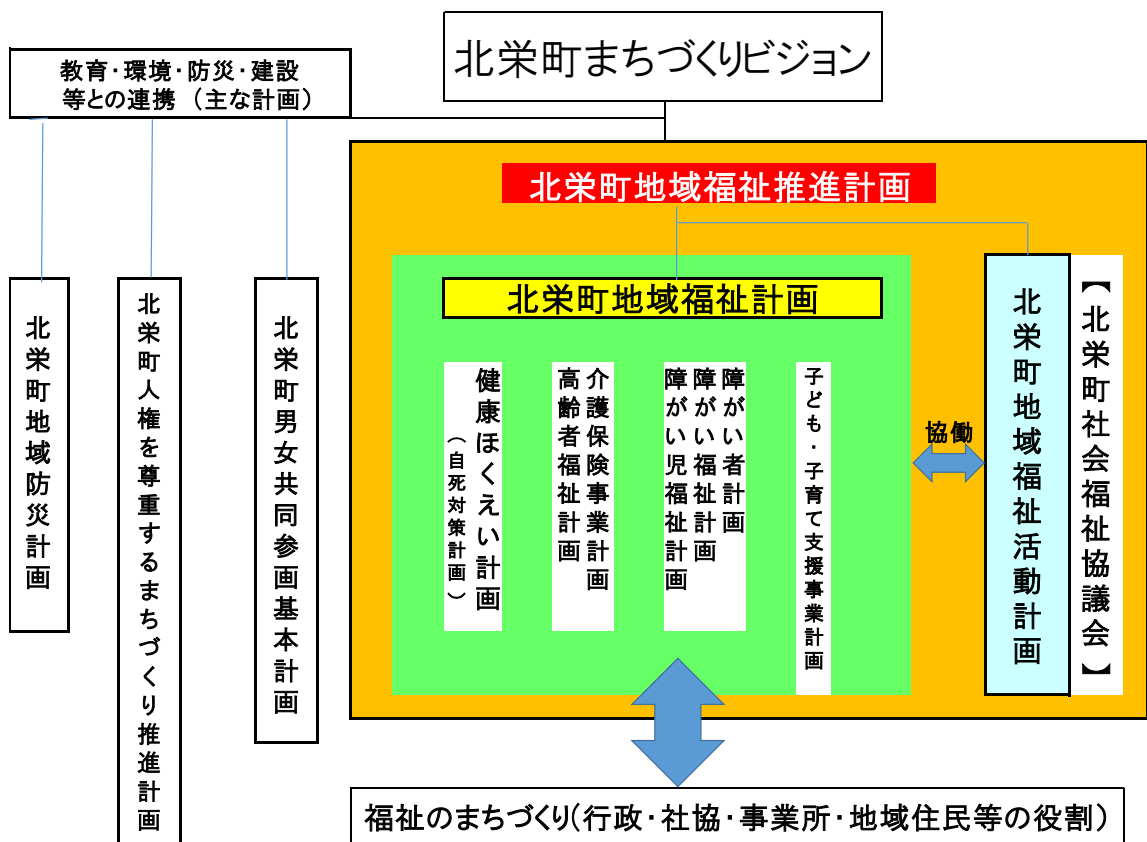 北栄町まちづくりビジョン
教育・環境・防災・建設
等との連携 （主な計画）
北栄町地域福祉推進計画
北栄町地域福祉計画
北栄町地域防災計画
北栄町人権を尊重するまちづくり推進計画
北栄町男女共同参画基本計画
健康ほくえい計画
（自死対策計画）
介護保険事業計画
高齢者福祉計画
障がい者計画
障がい福祉計画
障がい児福祉計画
子ども・子育て支援事業計画
協働
【北栄町社会福祉協議会】
北栄町地域福祉活動計画
福祉のまちづくり(行政・社協・事業所・地域住民等の役割）